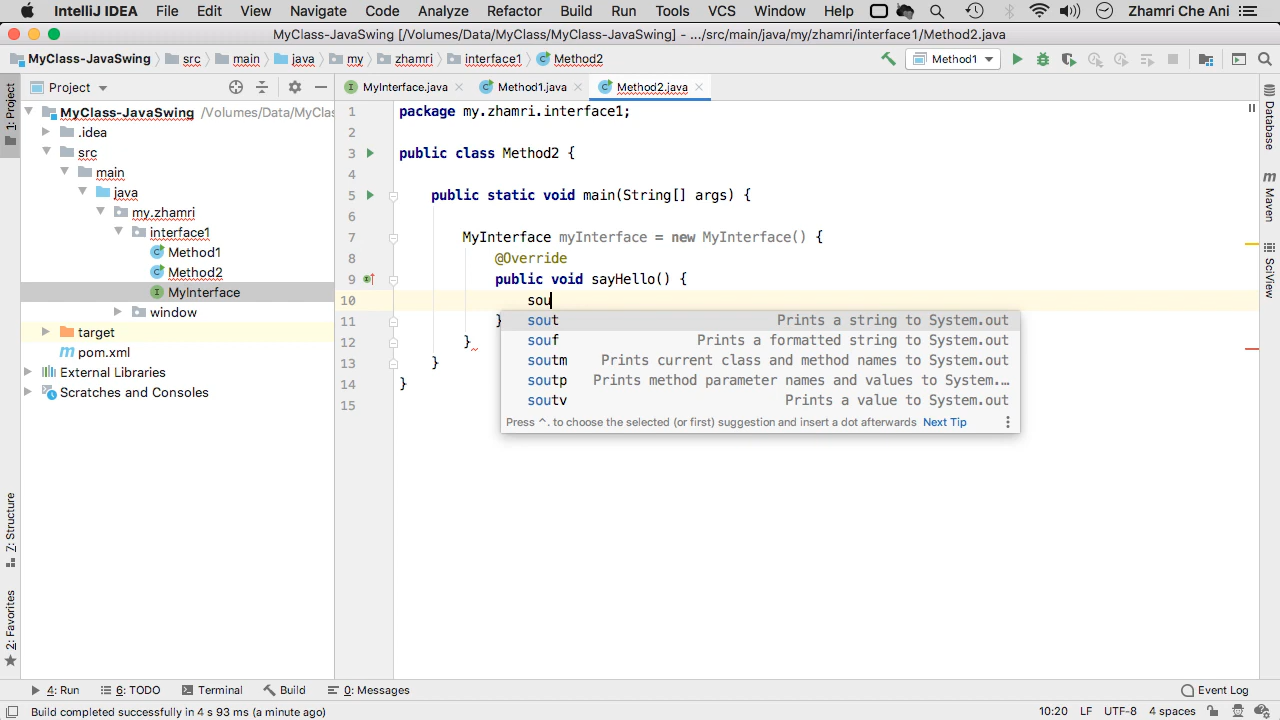 IntelliJ IDEA File Edit View Navigate Code Analyze Refactor Build Run Tools VCS Window Help Zhamri Che Ani
MyClass-JavaSwing [/Volumes/Data/MyClass/MyClass-JavaSwing] - .../src/main/java/my/zhamri/interface1/Method2.java
MyClass-JavaSwing src main java my zhamri interface1 Method2 Method1
Project MyInterface.java Method1.java Method2.java
1: Project
MyClass-JavaSwing /Volumes/Data/MyClas
.idea
src
main
java
my.zhamri
interface1
Method1
Method2
MyInterface
window
target
pom.xml
External Libraries
Scratches and Consoles
7: Structure
2: Favorites
1 package my.zhamri.interface1;
2
3 public class Method2 {
4
5 public static void main(String[] args) {
6
7 MyInterface myInterface = new MyInterface() {
8 @Override
9 public void sayHello() {
10 sou
11 }
12 }
13 }
14 }
15
sout Prints a string to System.out
souf Prints a formatted string to System.out
soutm Prints current class and method names to System.out
soutp Prints method parameter names and values to System.…
soutv Prints a value to System.out
Press ^. to choose the selected (or first) suggestion and insert a dot afterwards Next Tip
Database
Maven
SciView
4: Run 6: TODO Terminal Build 0: Messages Event Log
Build completed successfully in 4 s 93 ms (a minute ago) 10:20 LF UTF-8 4 spaces